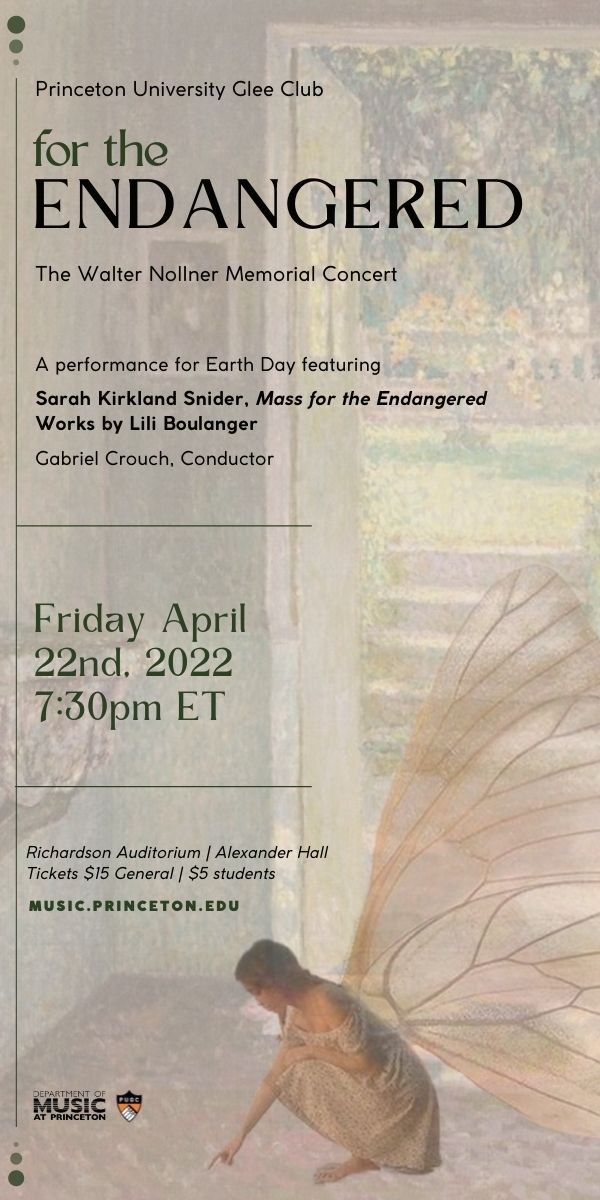 Princeton University Glee Club
for the
ENDANGERED
The Walter Nollner Memorial Concert
A performance for Earth Day featuring
Sarah Kirkland Snider, Mass for the Endangered
Works by Lili Boulanger
Gabriel Crouch, Conductor
Friday April
22nd, 2022
7:30pm ET
Richardson Auditorium | Alexander Hall
Tickets $15 General | $5 students
MUSIC.PRINCETON.EDU
DEPARTMENT OF
MUSIC
AT PRINCETON
PUGC